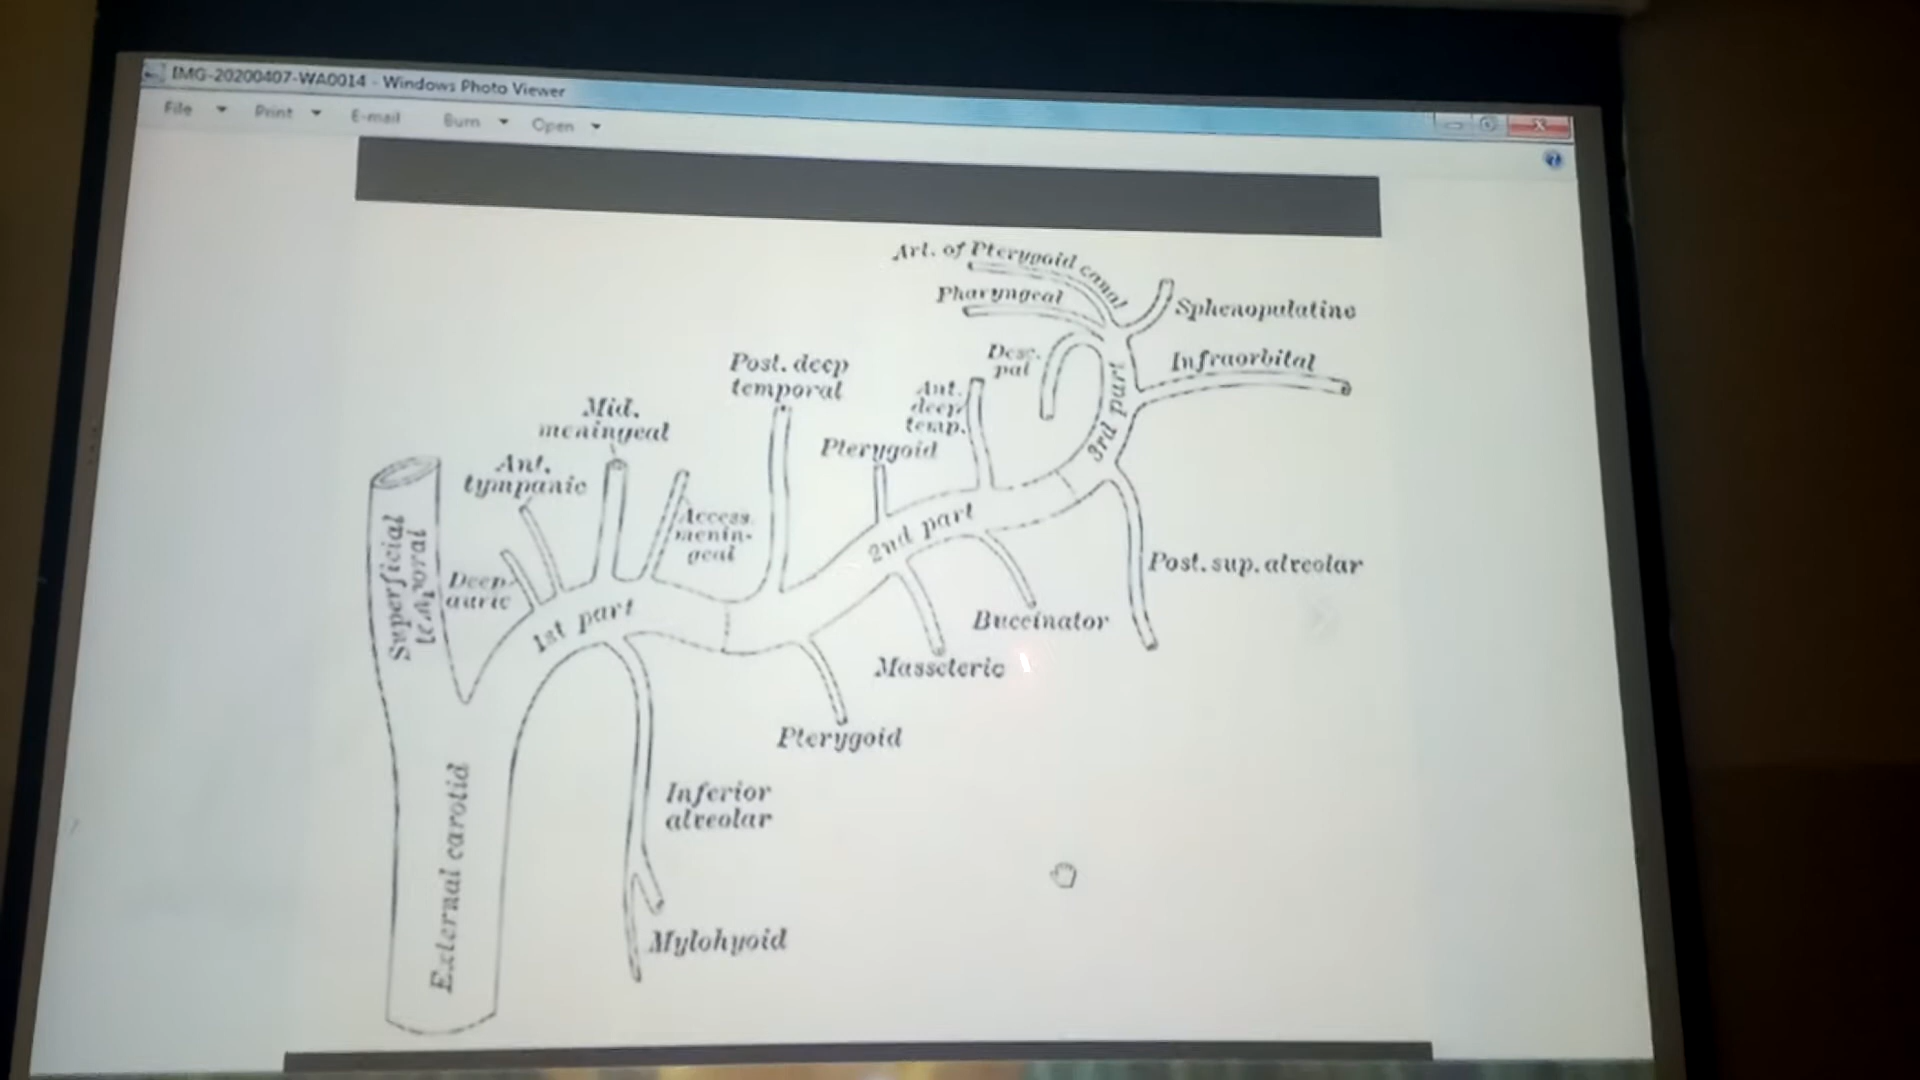 IMG-20200407-WA0014 - Windows Photo Viewer
File Print E-mail Burn Open
Art. of Pterygoid canal
Pharyngeal
Sphenopalatine
Desc.
pal
Infraorbital
3rd part
Post. deep
temporal
Ant.
deep
temp.
Pterygoid
Mid.
meningeal
Ant.
tympanic
Access.
menin-
geal
2nd part
Deep
auric
1st part
Superficial
temporal
Post. sup. alveolar
Buccinator
Masseteric
Pterygoid
Inferior
alveolar
External carotid
Mylohyoid